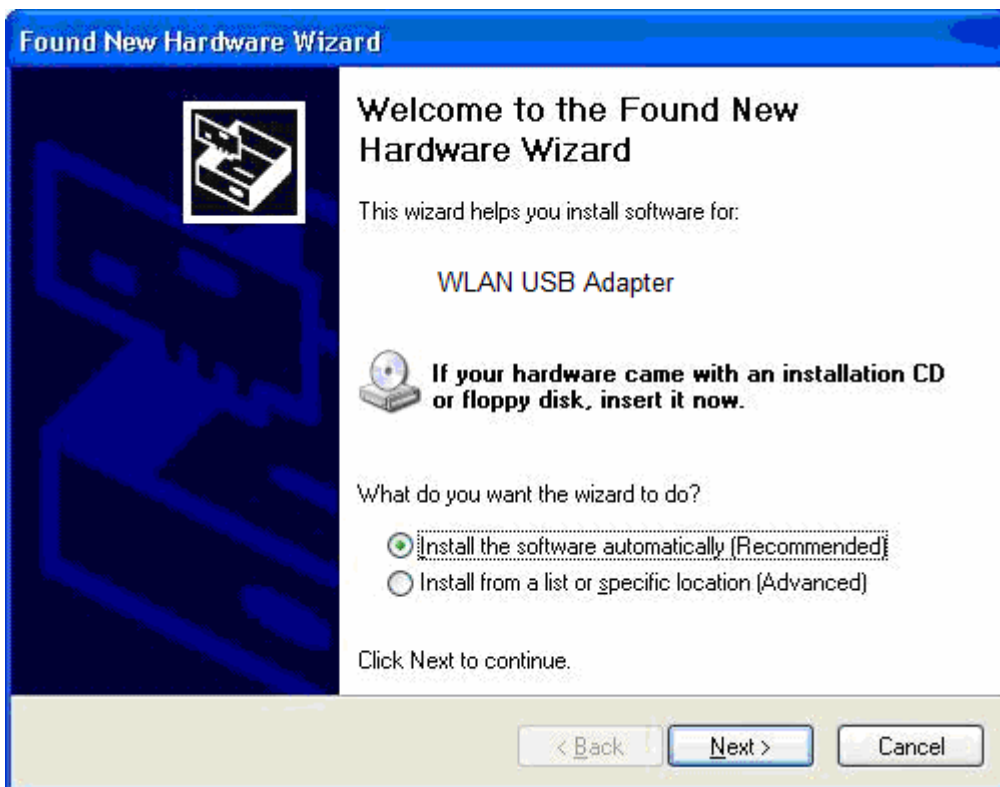 Found New Hardware Wizard
Welcome to the Found New
Hardware Wizard
This wizard helps you install software for:
WLAN USB Adapter
If your hardware came with an installation CD
or floppy disk, insert it now.
What do you want the wizard to do?
Install the software automatically (Recommended)
Install from a list or specific location (Advanced)
Click Next to continue.
< Back
Next >
Cancel